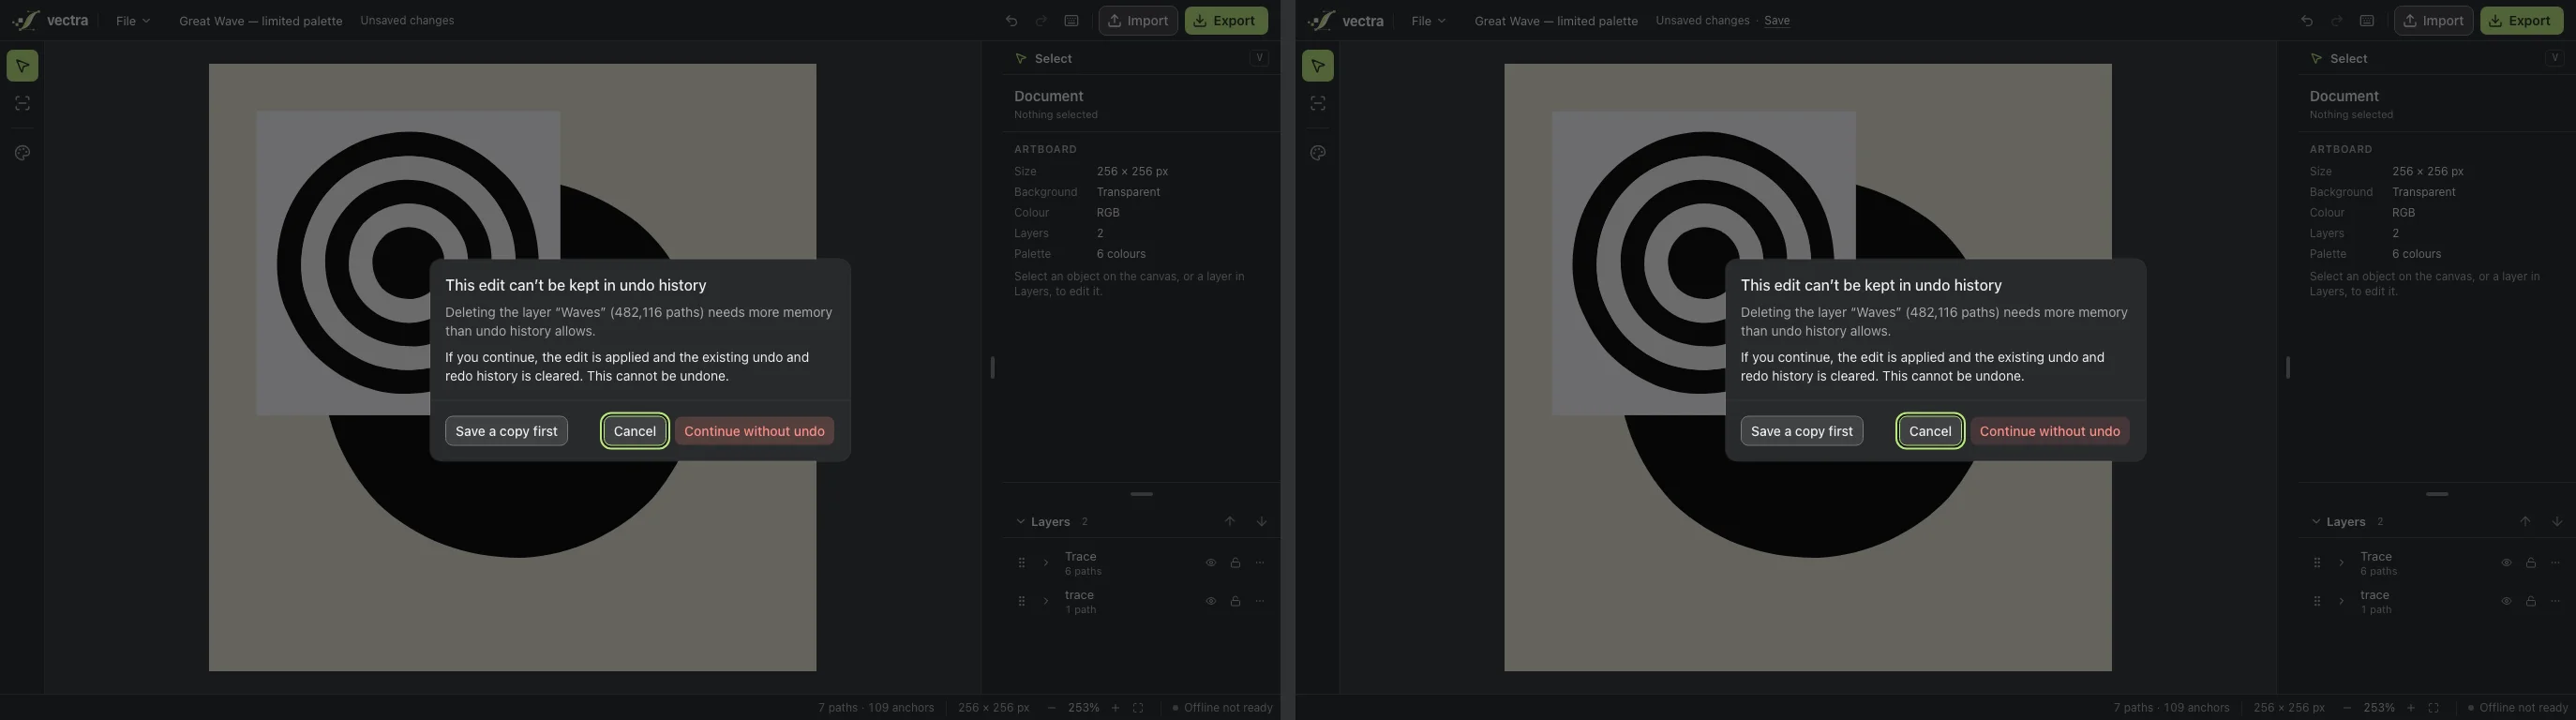 vectra File Great Wave — limited palette Unsaved changes Import Export
Select V
Document
Nothing selected
ARTBOARD
Size 256 × 256 px
Background Transparent
Colour RGB
Layers 2
Palette 6 colours
Select an object on the canvas, or a layer in
Layers, to edit it.
This edit can't be kept in undo history
Deleting the layer “Waves” (482,116 paths) needs more memory
than undo history allows.
If you continue, the edit is applied and the existing undo and
redo history is cleared. This cannot be undone.
Save a copy first Cancel Continue without undo
Layers 2
Trace
6 paths
trace
1 path
7 paths · 109 anchors 256 × 256 px 253% Offline not ready
vectra File Great Wave — limited palette Unsaved changes · Save Import Export
Select V
Document
Nothing selected
ARTBOARD
Size 256 × 256 px
Background Transparent
Colour RGB
Layers 2
Palette 6 colours
Select an object on the canvas, or a layer in
Layers, to edit it.
This edit can't be kept in undo history
Deleting the layer “Waves” (482,116 paths) needs more memory
than undo history allows.
If you continue, the edit is applied and the existing undo and
redo history is cleared. This cannot be undone.
Save a copy first Cancel Continue without undo
Layers 2
Trace
6 paths
trace
1 path
7 paths · 109 anchors 256 × 256 px 253% Offline not ready